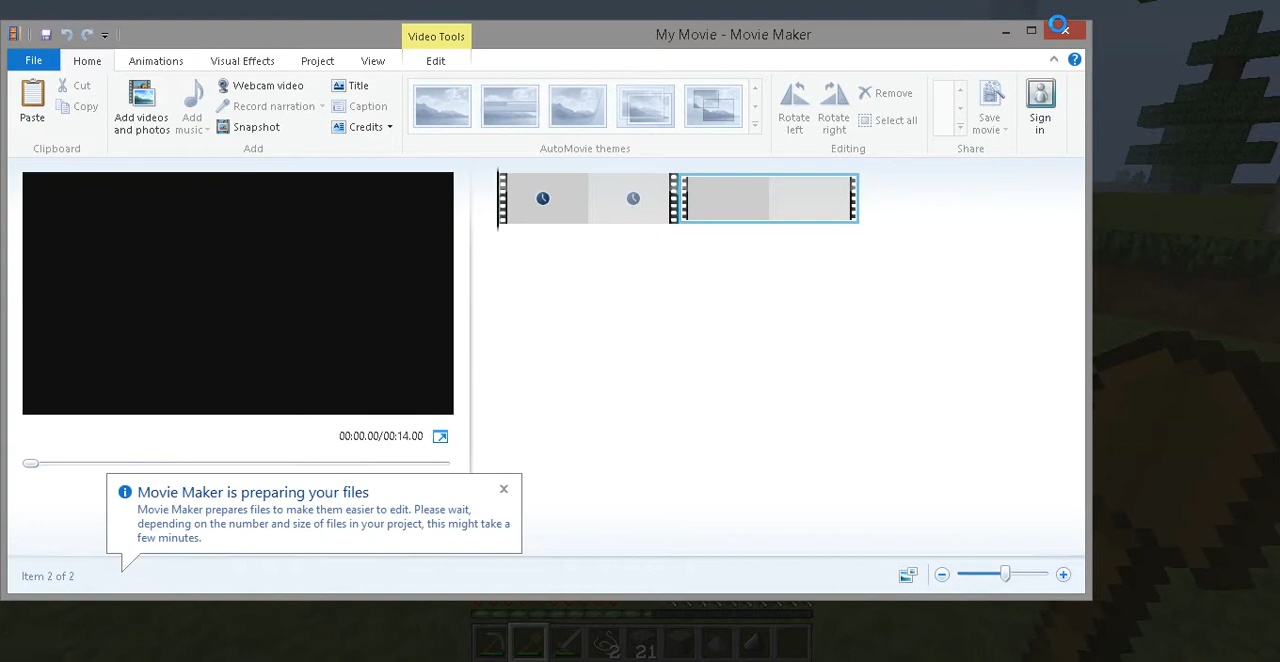 Video Tools
My Movie - Movie Maker
File
Home
Animations
Visual Effects
Project
View
Edit
Paste
Cut
Copy
Clipboard
Add videos
and photos
Add
music
Webcam video
Record narration
Snapshot
Title
Caption
Credits
Add
AutoMovie themes
Rotate
left
Rotate
right
Remove
Select all
Editing
Save
movie
Share
Sign
in
00:00.00/00:14.00
Movie Maker is preparing your files
Movie Maker prepares files to make them easier to edit. Please wait,
depending on the number and size of files in your project, this might take a
few minutes.
Item 2 of 2
2
21